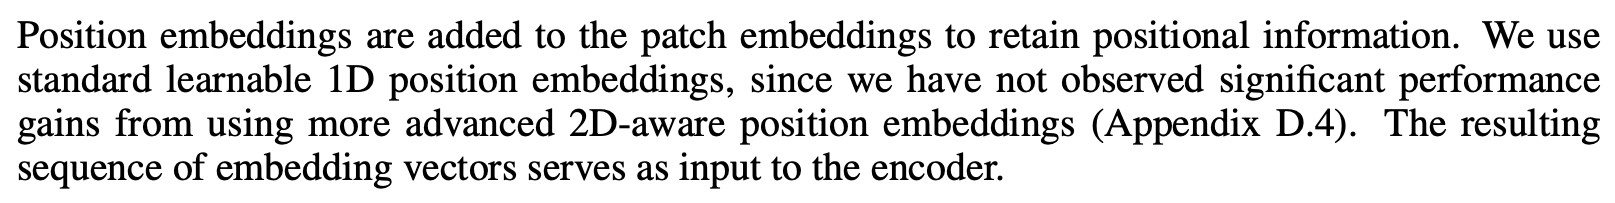 Position embeddings are added to the patch embeddings to retain positional information. We use
standard learnable 1D position embeddings, since we have not observed significant performance
gains from using more advanced 2D-aware position embeddings (Appendix D.4). The resulting
sequence of embedding vectors serves as input to the encoder.